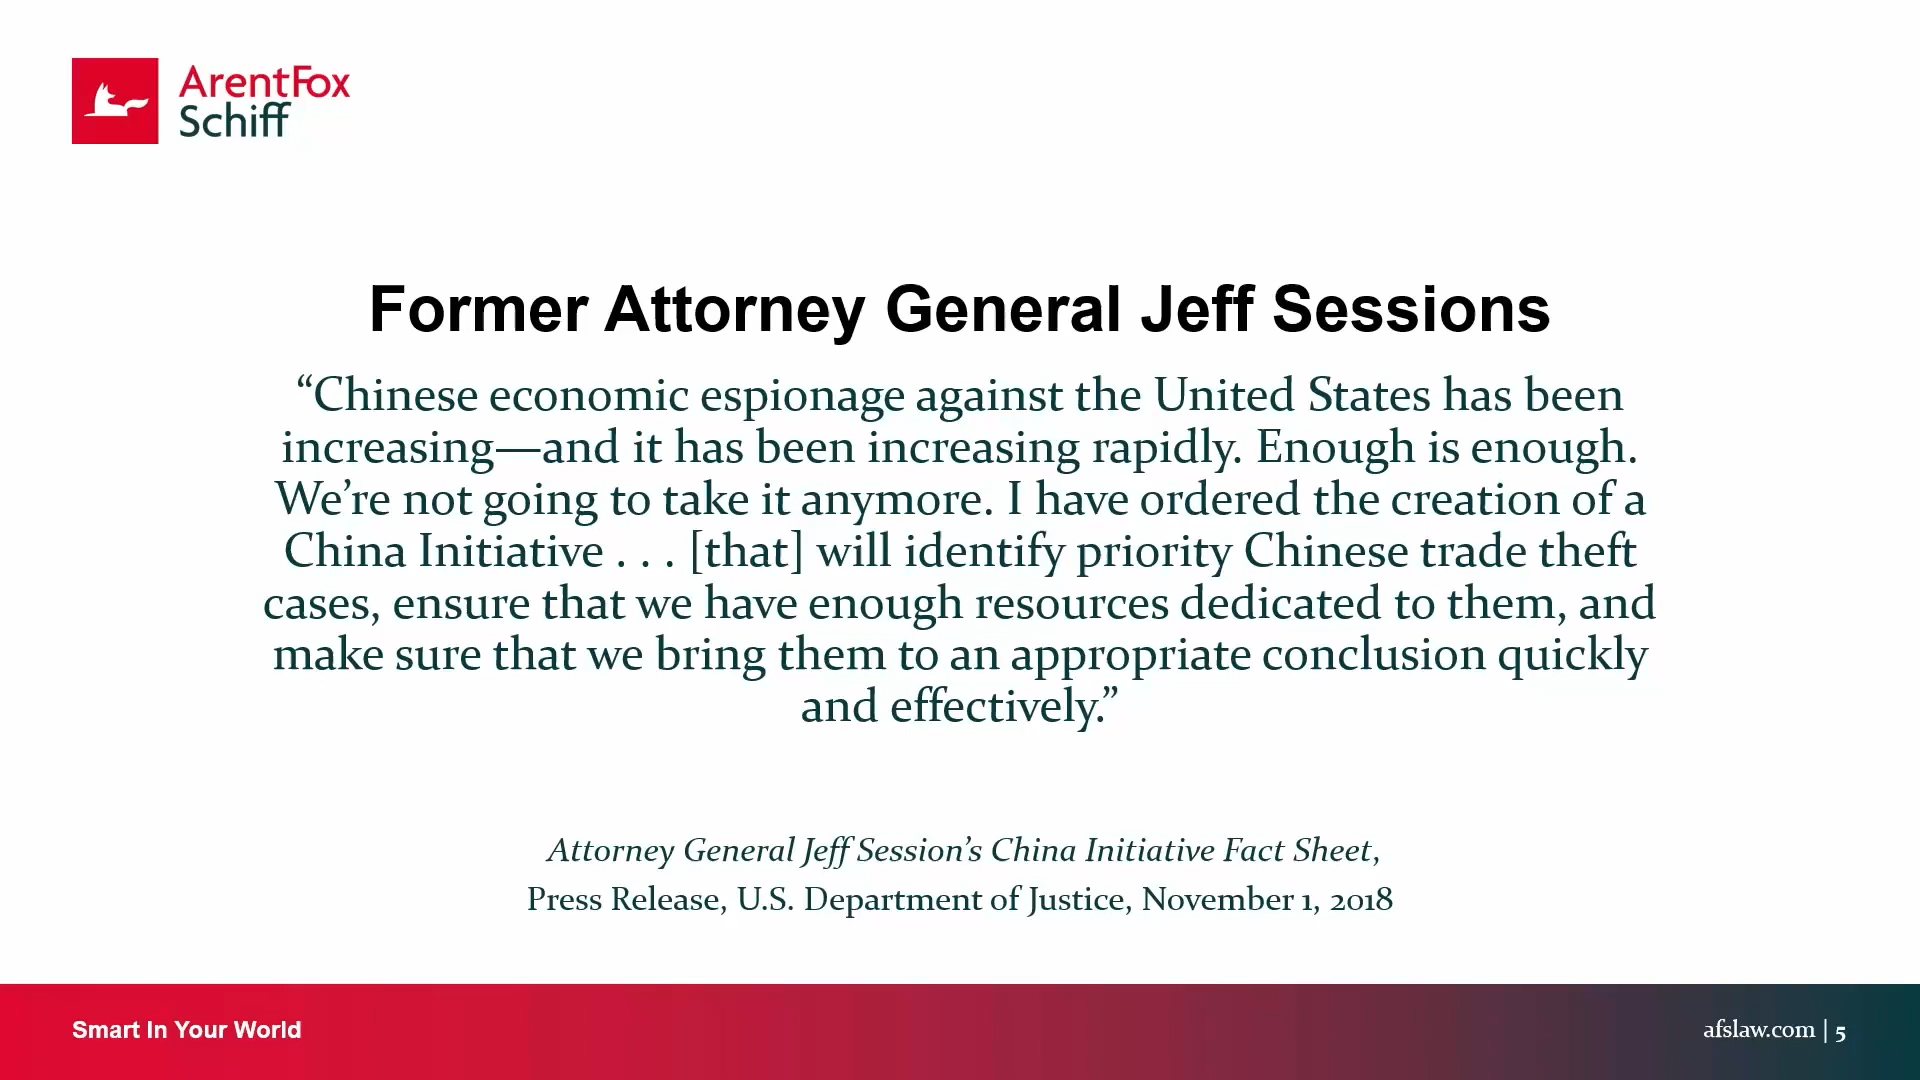 ArentFox
Schiff
Former Attorney General Jeff Sessions
“Chinese economic espionage against the United States has been
increasing—and it has been increasing rapidly. Enough is enough.
We’re not going to take it anymore. I have ordered the creation of a
China Initiative . . . [that] will identify priority Chinese trade theft
cases, ensure that we have enough resources dedicated to them, and
make sure that we bring them to an appropriate conclusion quickly
and effectively.”
Attorney General Jeff Session’s China Initiative Fact Sheet,
Press Release, U.S. Department of Justice, November 1, 2018
Smart In Your World
afslaw.com | 5